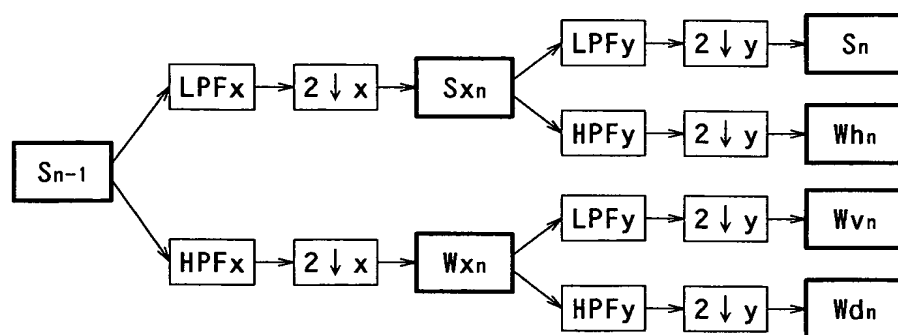 LPFy 2↓y Sn
LPFx 2↓x Sxn
HPFy 2↓y Whn
Sn-1
LPFy 2↓y Wvn
HPFx 2↓x Wxn
HPFy 2↓y Wdn